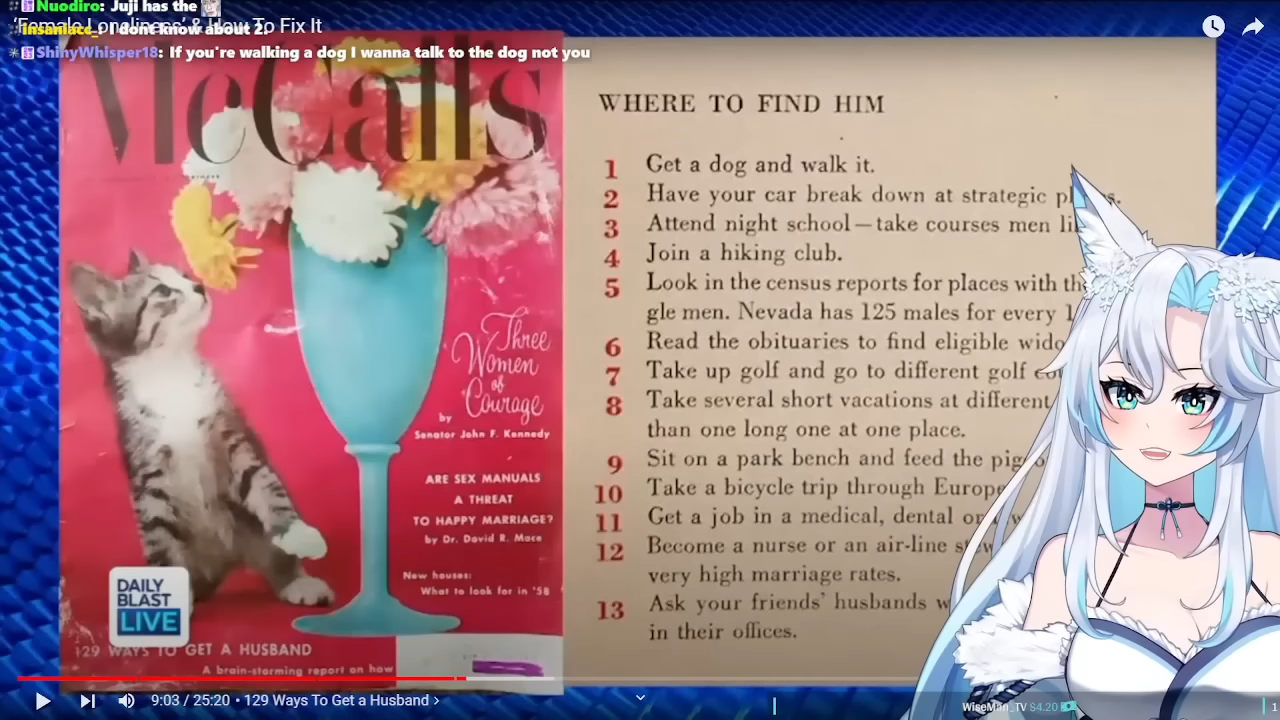 Nuodiro: Juji has the
'Female Loneliness' & How To Fix It
insaniacc_: I dont know about 2.
ShinyWhisper18: If you're walking a dog I wanna talk to the dog not you
McCall's
Three
Women
of
Courage
by
Senator John F. Kennedy
ARE SEX MANUALS
A THREAT
TO HAPPY MARRIAGE?
by Dr. David R. Mace
New houses:
What to look for in '58
DAILY
BLAST
LIVE
129 WAYS TO GET A HUSBAND
A brain-storming report on how
WHERE TO FIND HIM
1 Get a dog and walk it.
2 Have your car break down at strategic
3 Attend night school—take courses men
4 Join a hiking club.
5 Look in the census reports for places with
gle men. Nevada has 125 males for every
6 Read the obituaries to find eligible
7 Take up golf and go to different golf
8 Take several short vacations at different
than one long one at one place.
9 Sit on a park bench and feed the
10 Take a bicycle trip through Europe
11 Get a job in a medical, dental or
12 Become a nurse or an air-line
very high marriage rates.
13 Ask your friends' husbands
in their offices.
9:03 / 25:20 • 129 Ways To Get a Husband
WiseMan_TV $4.20
1